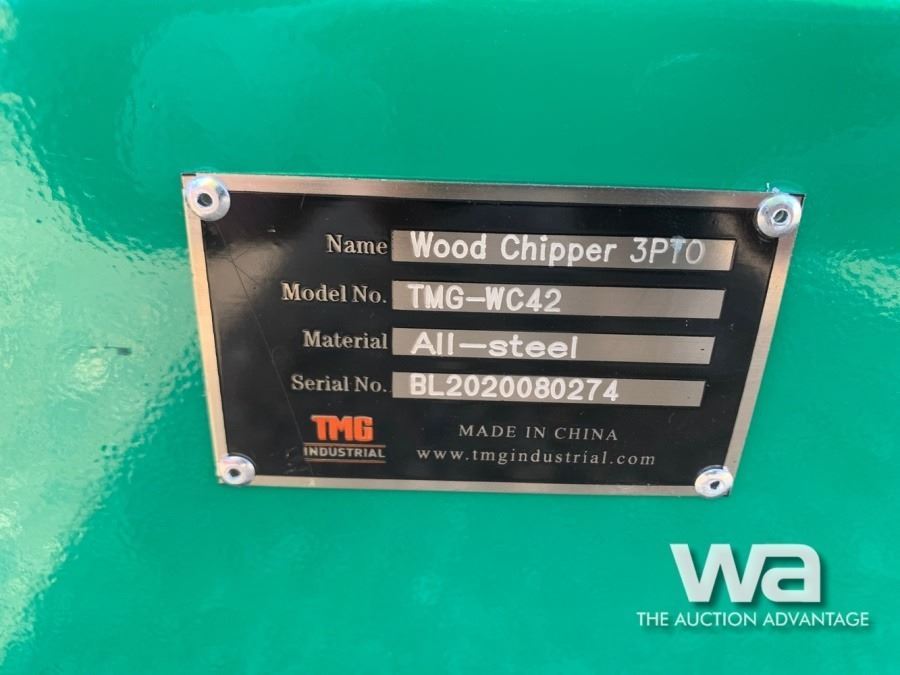 Name Wood Chipper 3PTO
Model No. TMG-WC42
Material All-steel
Serial No. BL2020080274
TMG
INDUSTRIAL
MADE IN CHINA
www.tmgindustrial.com
wa
THE AUCTION ADVANTAGE